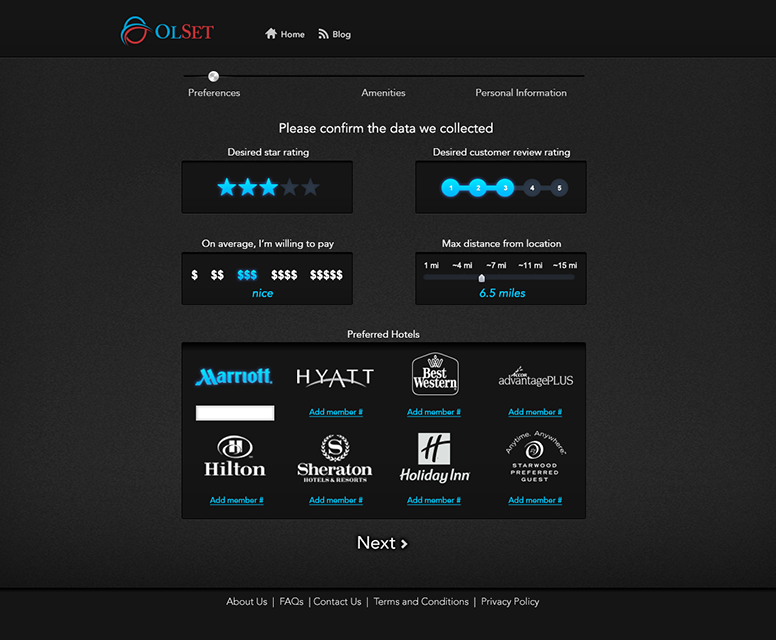 OLSET
Home
Blog
Preferences
Amenities
Personal Information
Please confirm the data we collected
Desired star rating
Desired customer review rating
1 2 3 4 5
On average, I'm willing to pay
Max distance from location
$ $$ $$$ $$$$ $$$$$
nice
1 mi ~4 mi ~7 mi ~11 mi ~15 mi
6.5 miles
Preferred Hotels
Marriott.
HYATT
Best
Western
ACCOR
advantagePLUS
Add member #
Add member #
Add member #
H
Hilton
S
Sheraton
HOTELS & RESORTS
H
Holiday Inn
Anytime. Anywhere.
STARWOOD
PREFERRED
GUEST
Add member #
Add member #
Add member #
Add member #
Next >
About Us | FAQs | Contact Us | Terms and Conditions | Privacy Policy